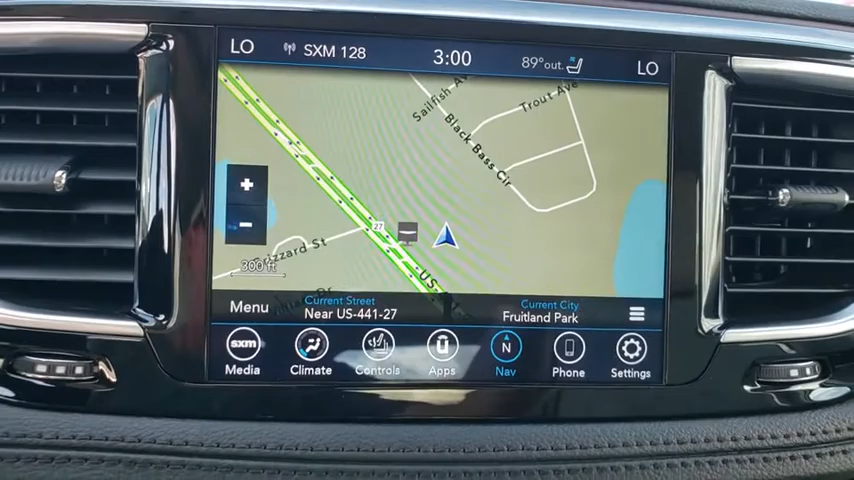 LO
SXM 128
3:00
89°out.
LO
Sailfish Av
Trout Ave
Black Bass Cir
27
Grizzard St
300 ft
US-441
Menu
Current Street
Near US-441-27
Current City
Fruitland Park
sxm
N
Media
Climate
Controls
Apps
Nav
Phone
Settings